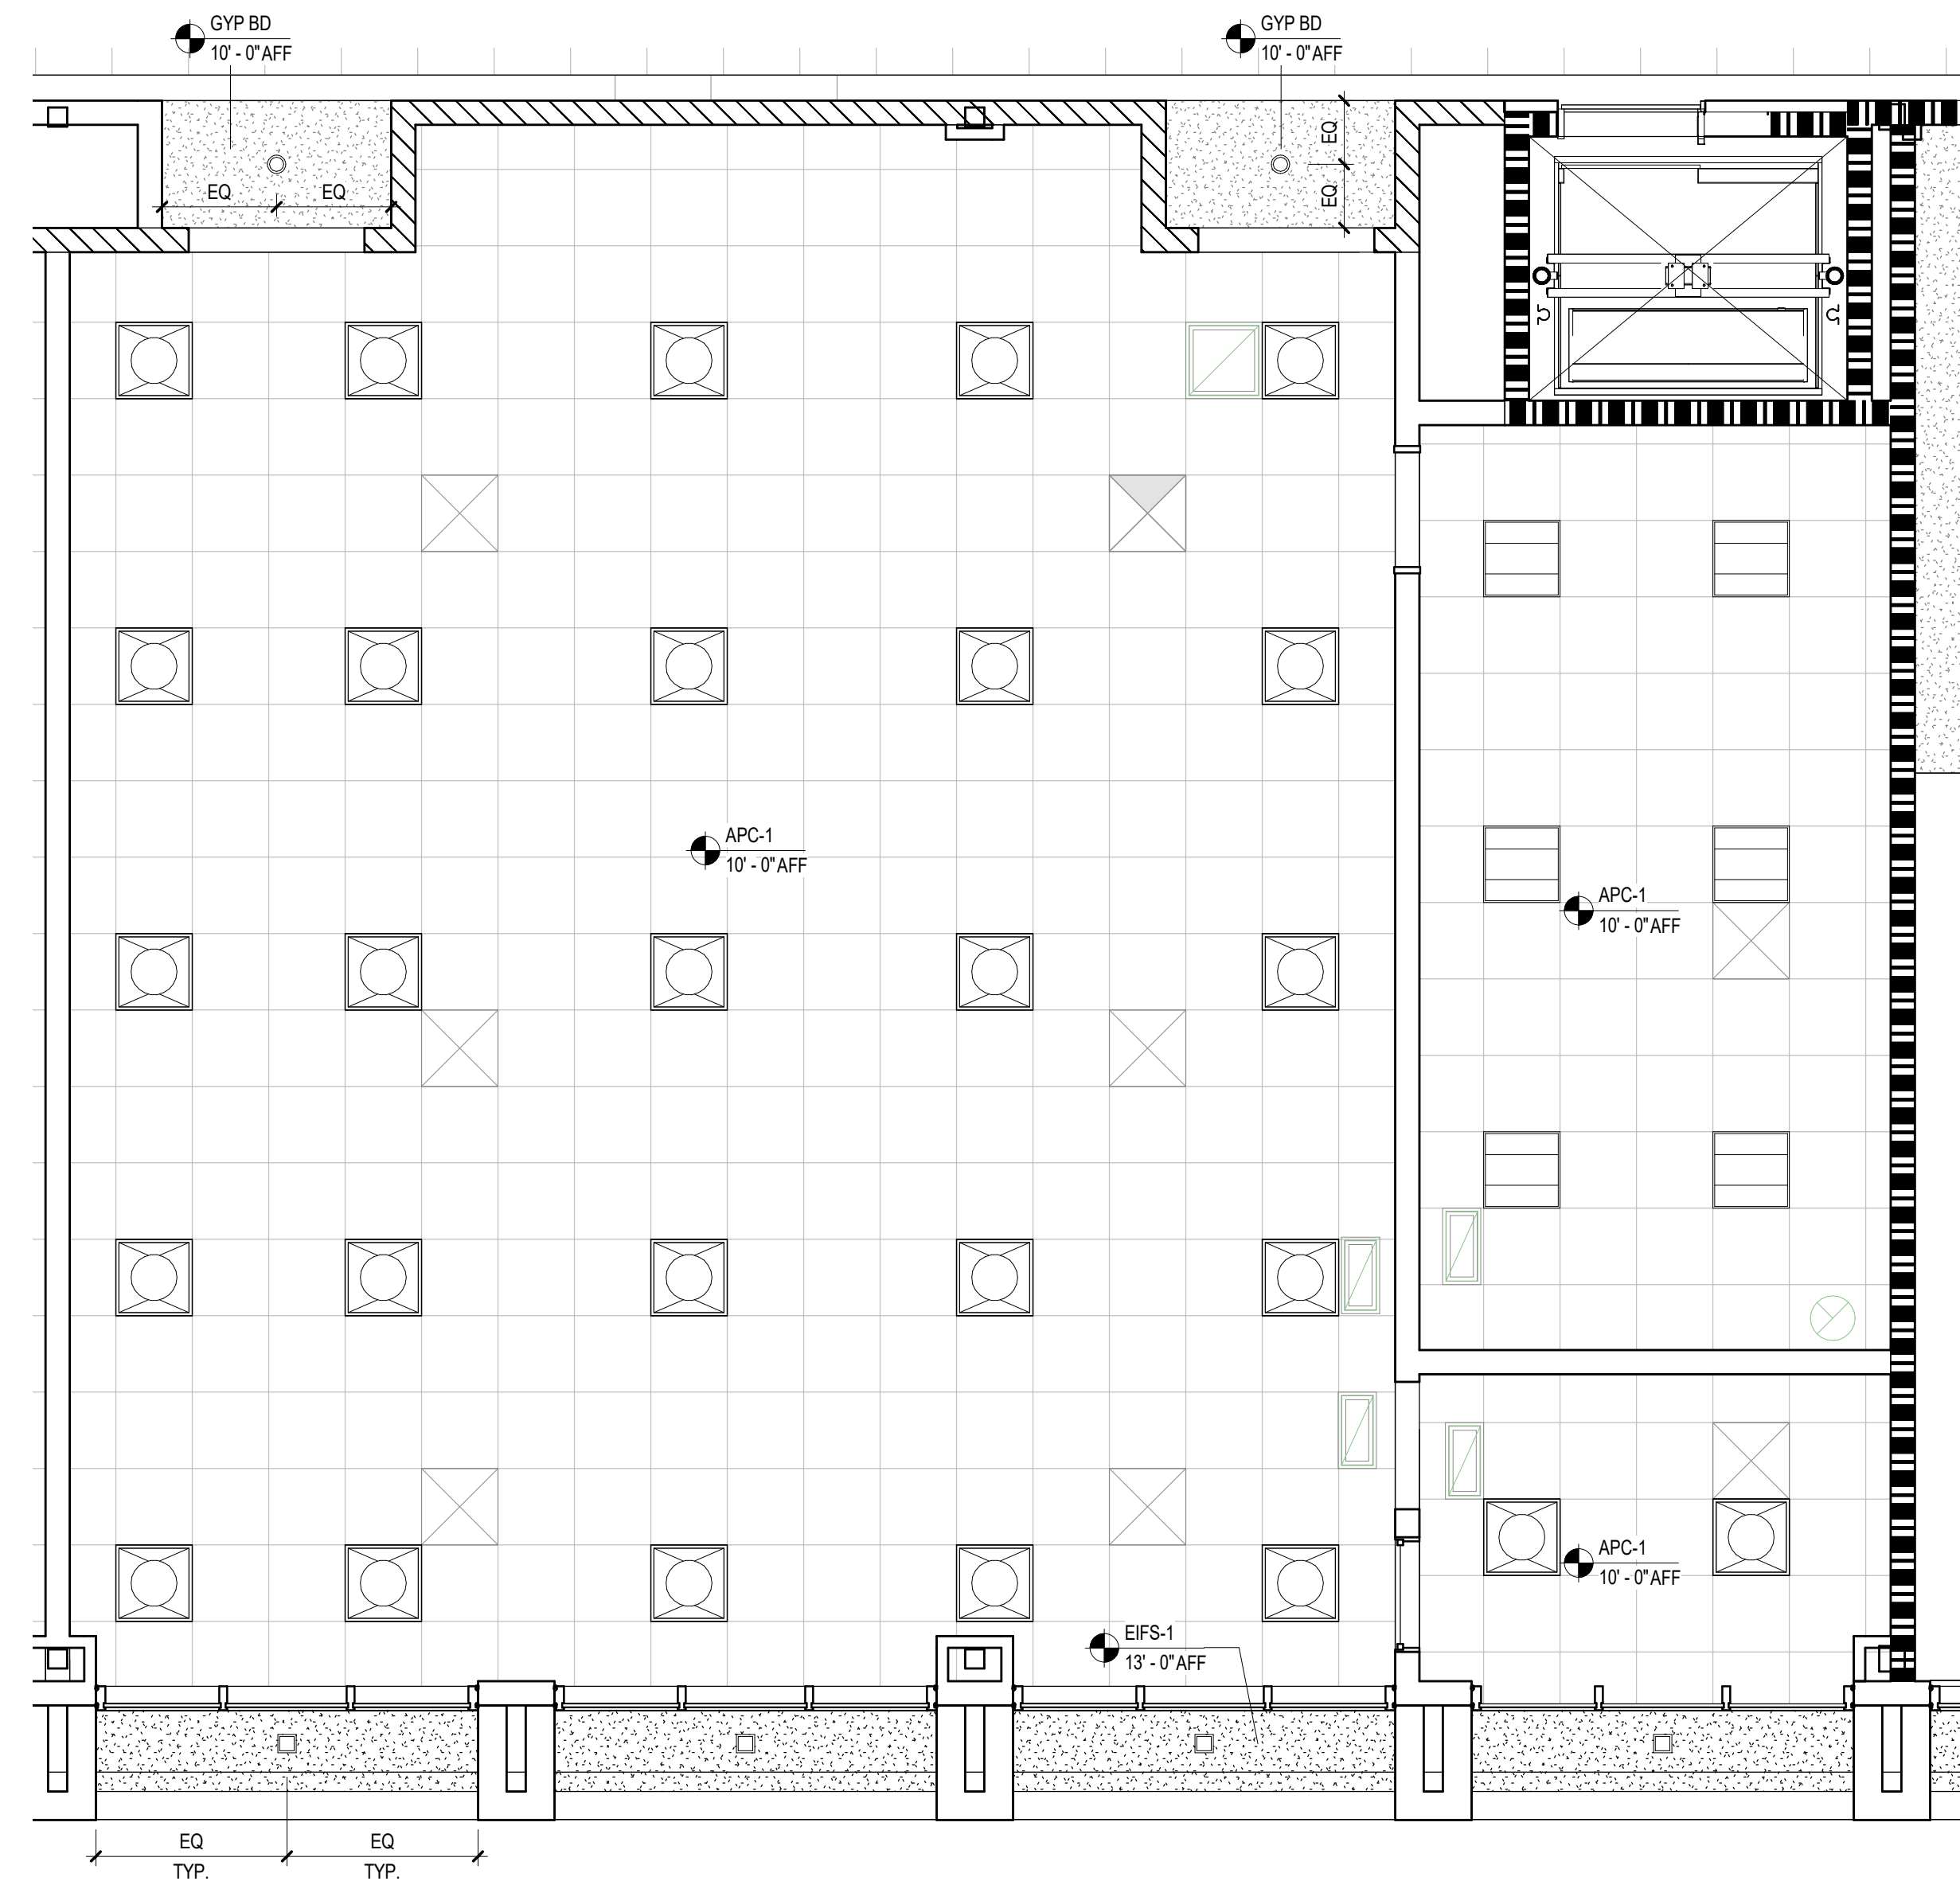 GYP BD
10' - 0"AFF
GYP BD
10' - 0"AFF
EQ
EQ
EQ
EQ
APC-1
10' - 0"AFF
APC-1
10' - 0"AFF
APC-1
10' - 0"AFF
EIFS-1
13' - 0"AFF
EQ
TYP.
EQ
TYP.